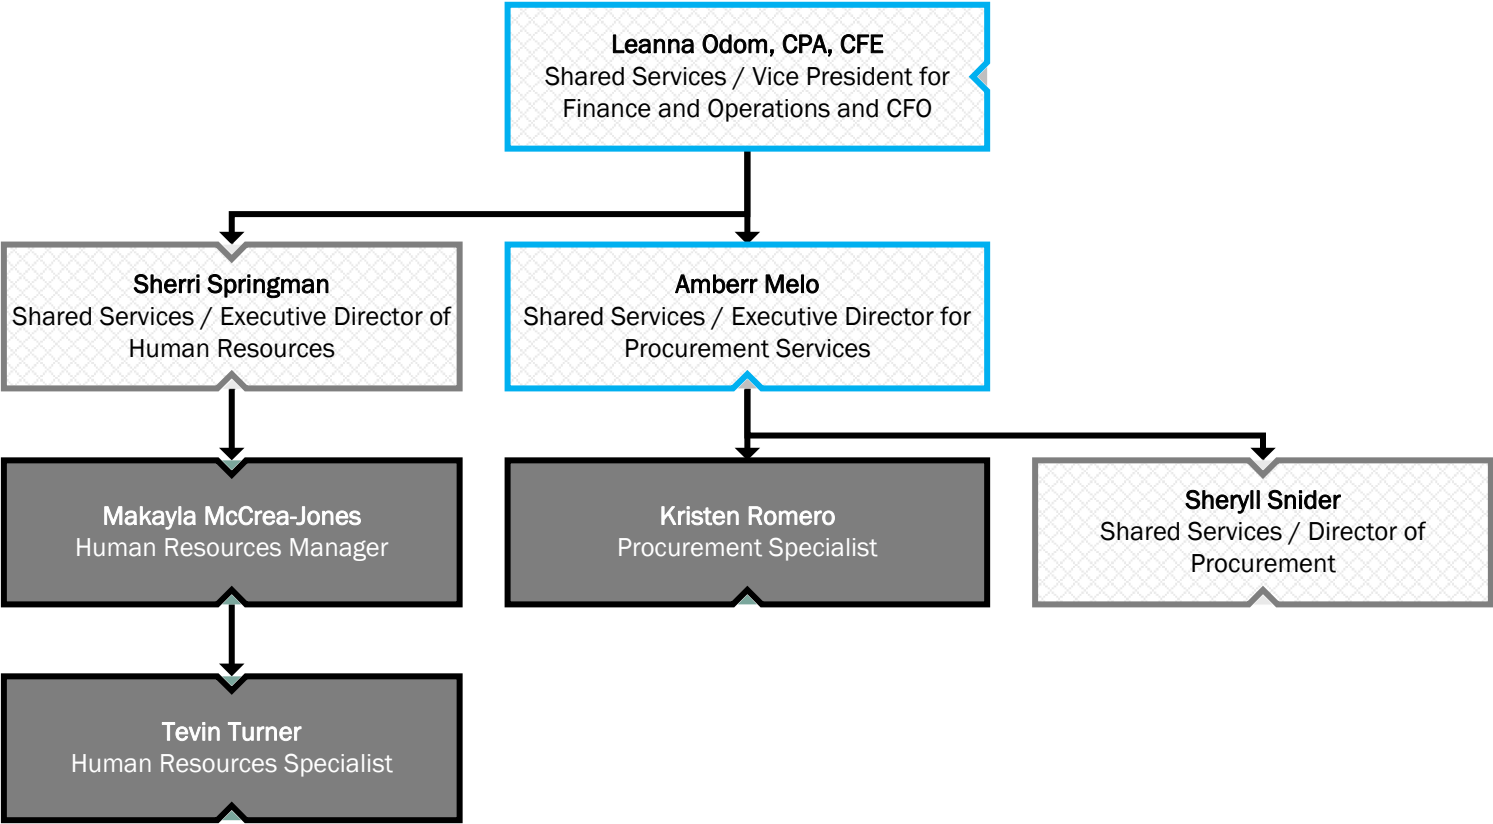 Leanna Odom, CPA, CFE
Shared Services / Vice President for
Finance and Operations and CFO
Sherri Springman
Shared Services / Executive Director of
Human Resources
Amberr Melo
Shared Services / Executive Director for
Procurement Services
Makayla McCrea-Jones
Human Resources Manager
Kristen Romero
Procurement Specialist
Sheryll Snider
Shared Services / Director of
Procurement
Tevin Turner
Human Resources Specialist